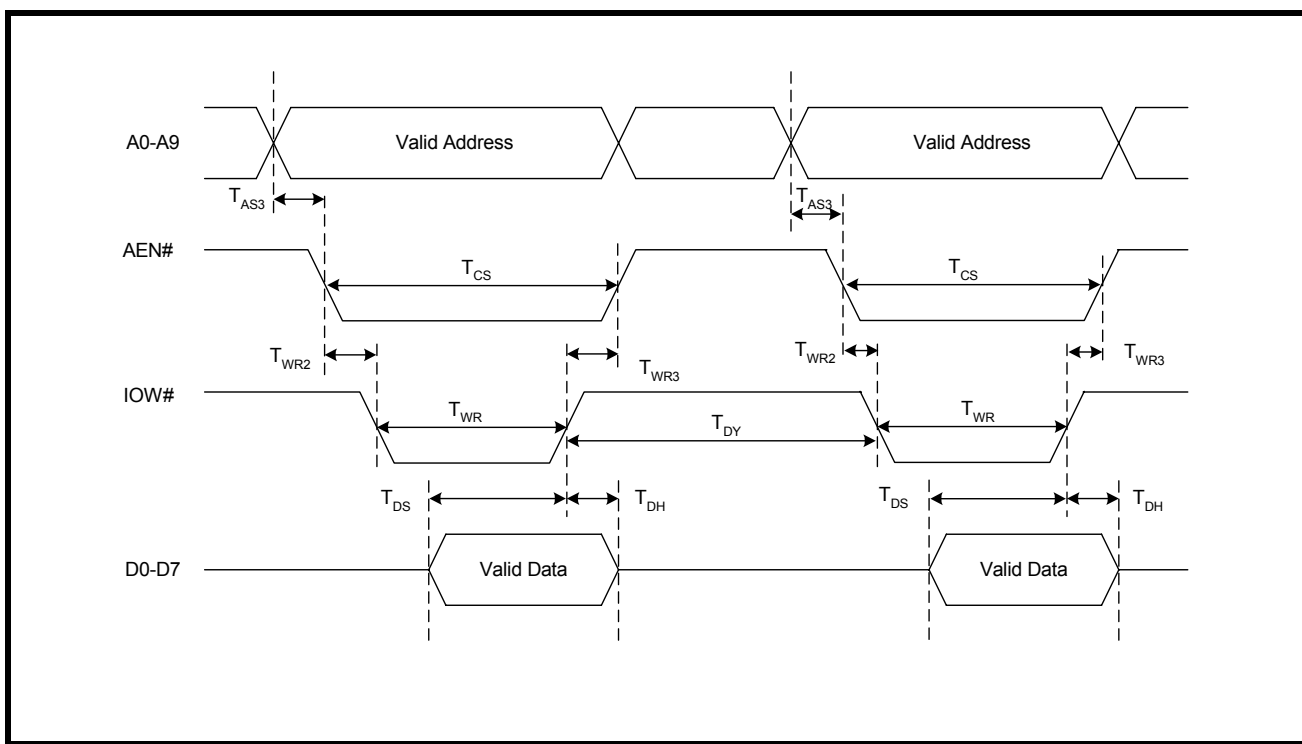 A0-A9
Valid Address
Valid Address
TAS3
TAS3
AEN#
TCS
TCS
TWR2
TWR3
TWR2
TWR3
IOW#
TWR
TDY
TWR
TDS
TDH
TDS
TDH
D0-D7
Valid Data
Valid Data